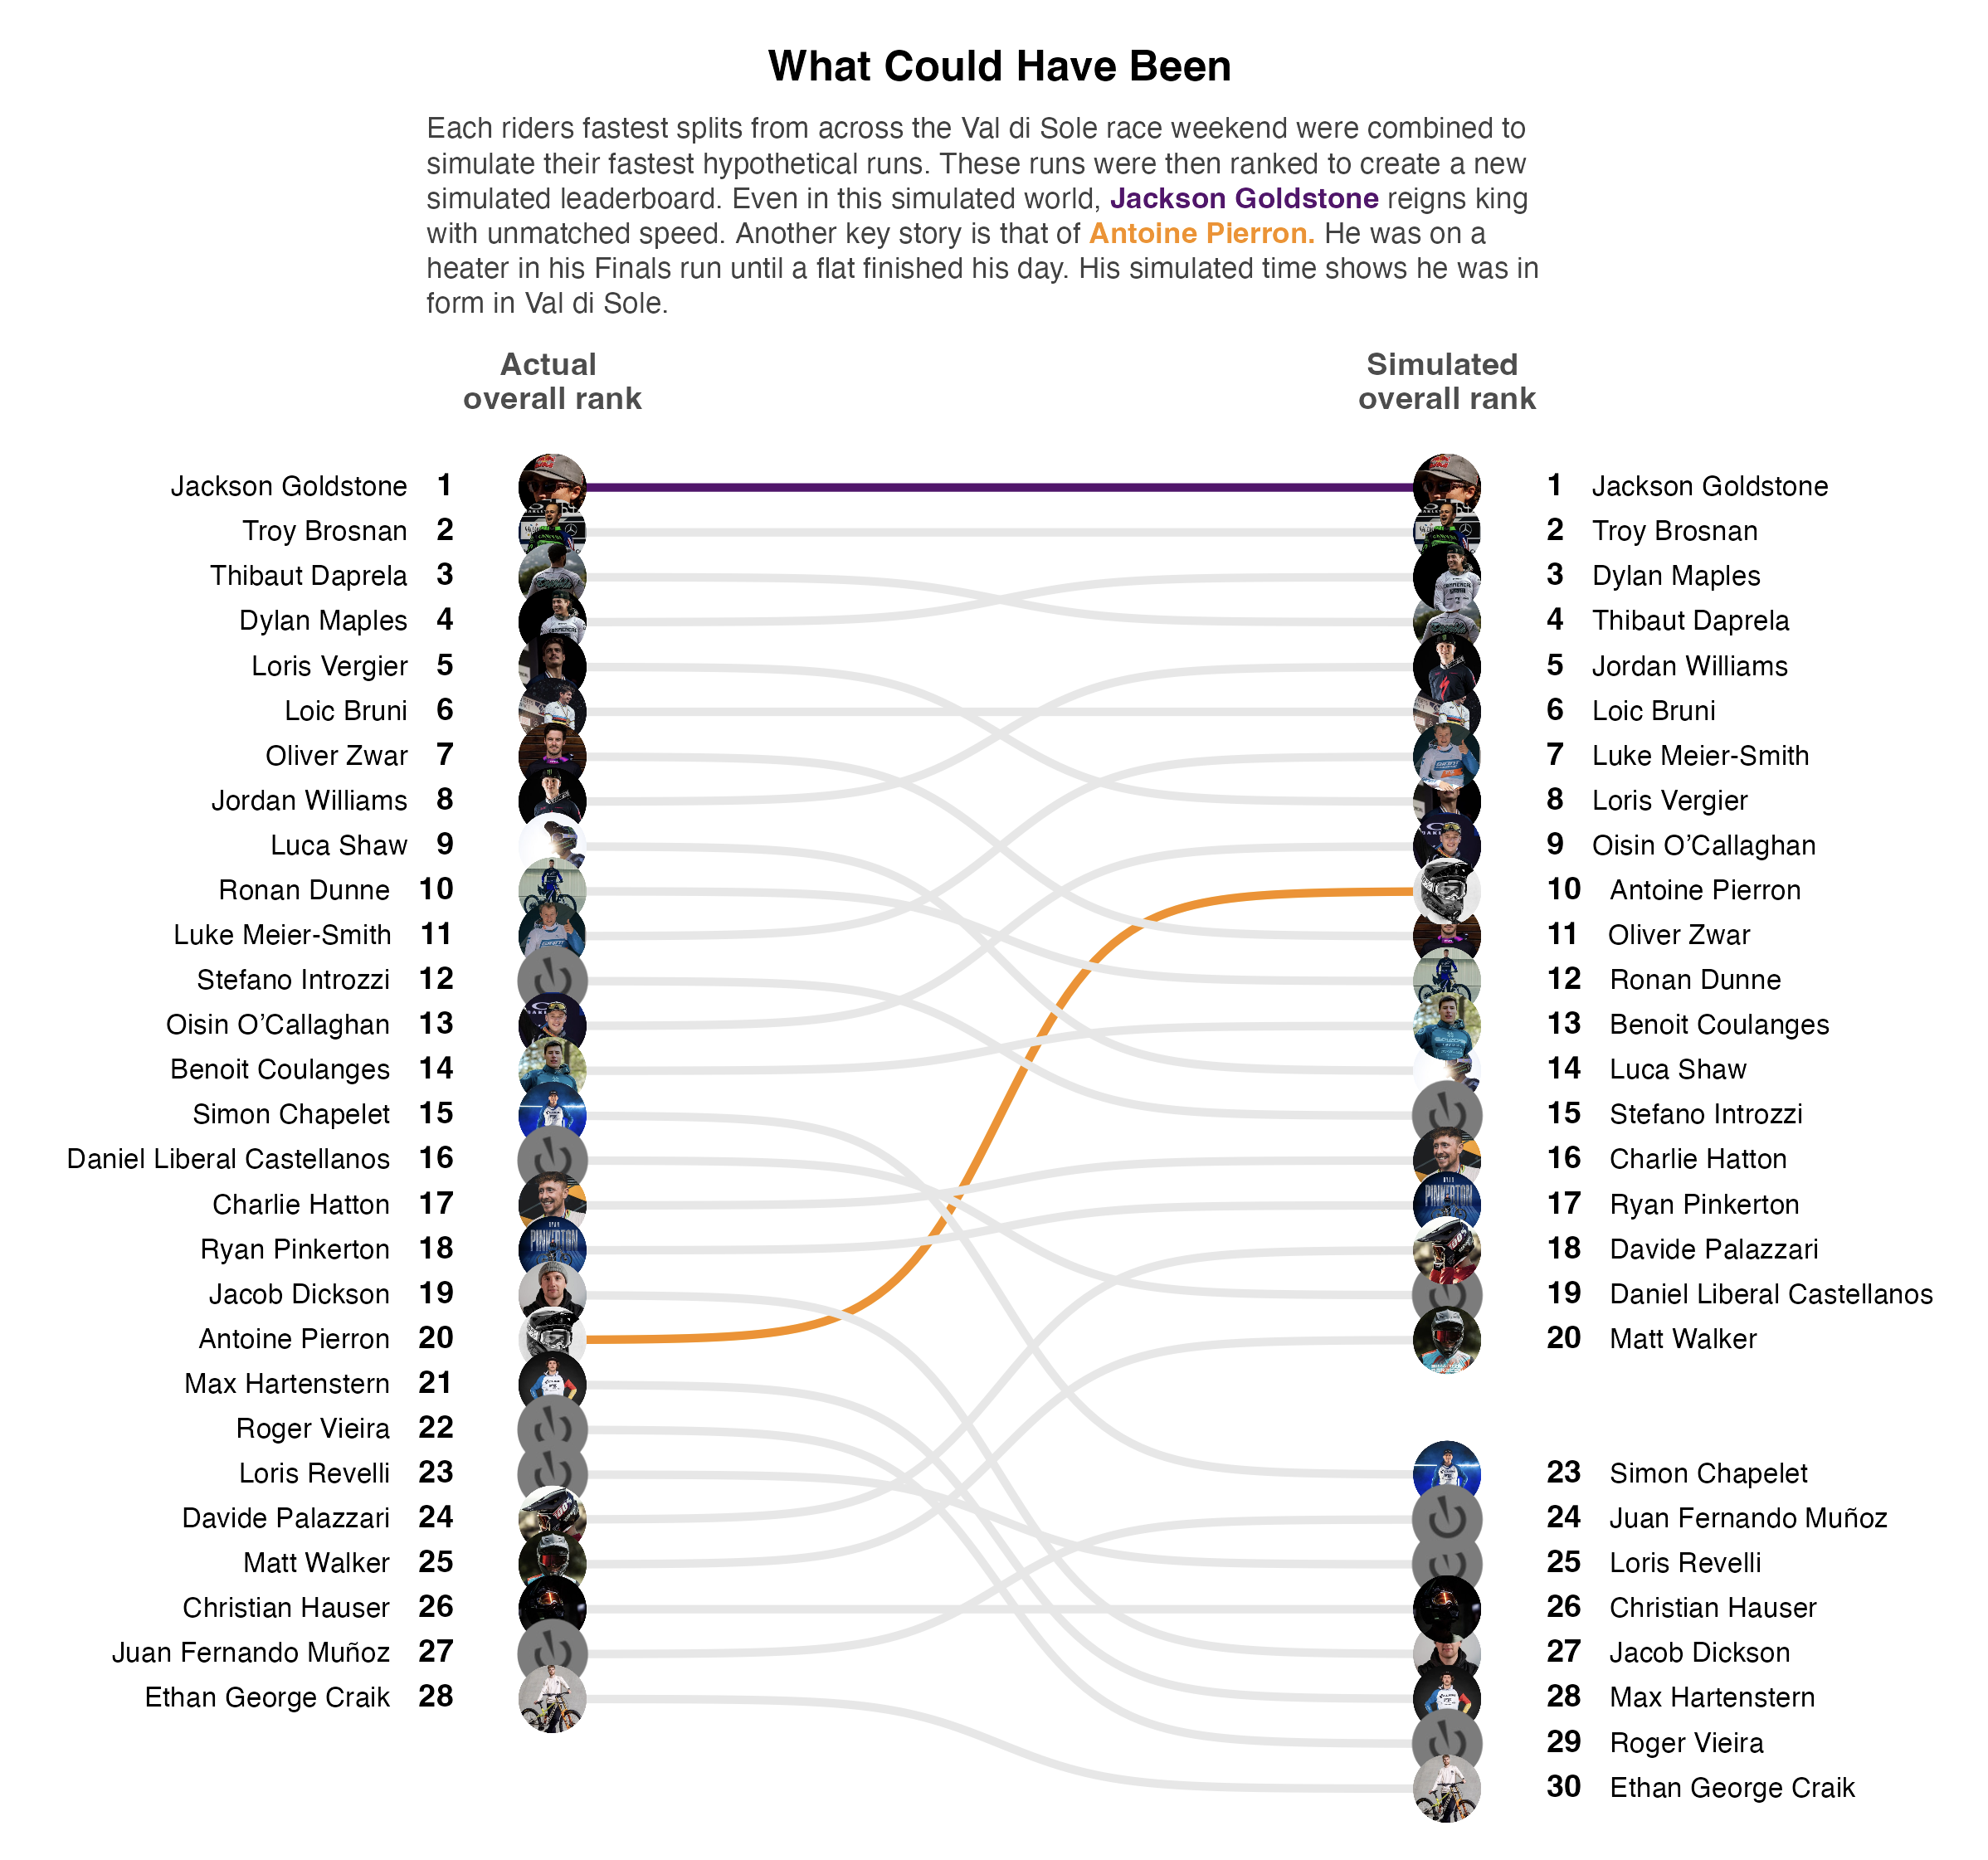 What Could Have Been
Each riders fastest splits from across the Val di Sole race weekend were combined to
simulate their fastest hypothetical runs. These runs were then ranked to create a new
simulated leaderboard. Even in this simulated world, Jackson Goldstone reigns king
with unmatched speed. Another key story is that of Antoine Pierron. He was on a
heater in his Finals run until a flat finished his day. His simulated time shows he was in
form in Val di Sole.
Actual
overall rank
Simulated
overall rank
Jackson Goldstone 1
Troy Brosnan 2
Thibaut Daprela 3
Dylan Maples 4
Loris Vergier 5
Loic Bruni 6
Oliver Zwar 7
Jordan Williams 8
Luca Shaw 9
Ronan Dunne 10
Luke Meier-Smith 11
Stefano Introzzi 12
Oisin O’Callaghan 13
Benoit Coulanges 14
Simon Chapelet 15
Daniel Liberal Castellanos 16
Charlie Hatton 17
Ryan Pinkerton 18
Jacob Dickson 19
Antoine Pierron 20
Max Hartenstern 21
Roger Vieira 22
Loris Revelli 23
Davide Palazzari 24
Matt Walker 25
Christian Hauser 26
Juan Fernando Muñoz 27
Ethan George Craik 28
1 Jackson Goldstone
2 Troy Brosnan
3 Dylan Maples
4 Thibaut Daprela
5 Jordan Williams
6 Loic Bruni
7 Luke Meier-Smith
8 Loris Vergier
9 Oisin O’Callaghan
10 Antoine Pierron
11 Oliver Zwar
12 Ronan Dunne
13 Benoit Coulanges
14 Luca Shaw
15 Stefano Introzzi
16 Charlie Hatton
17 Ryan Pinkerton
18 Davide Palazzari
19 Daniel Liberal Castellanos
20 Matt Walker
23 Simon Chapelet
24 Juan Fernando Muñoz
25 Loris Revelli
26 Christian Hauser
27 Jacob Dickson
28 Max Hartenstern
29 Roger Vieira
30 Ethan George Craik
PINKERTON